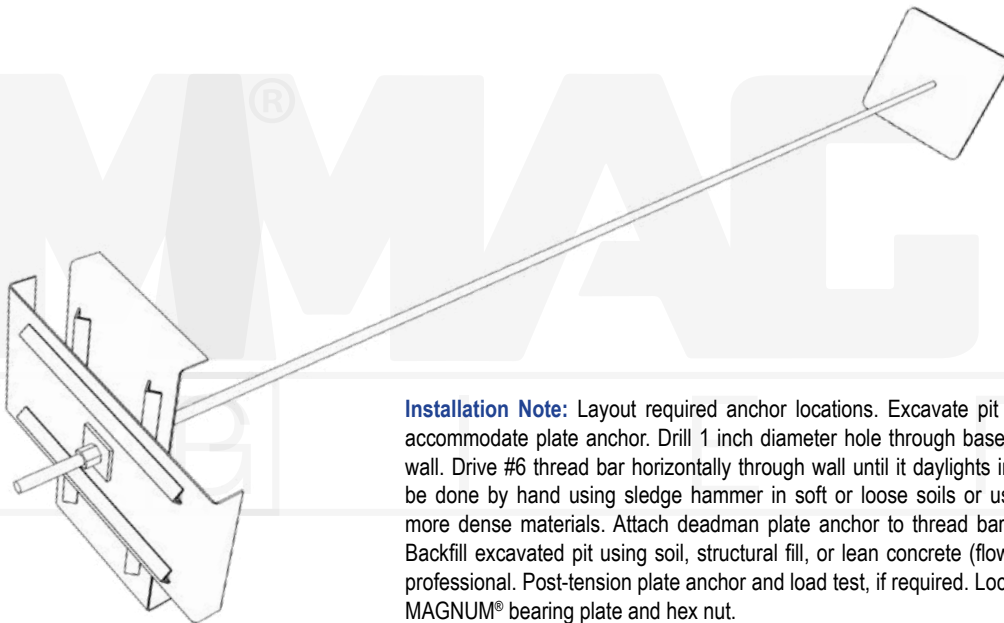 MMAG
®
Installation Note: Layout required anchor locations. Excavate pit
accommodate plate anchor. Drill 1 inch diameter hole through base
wall. Drive #6 thread bar horizontally through wall until it daylights i
be done by hand using sledge hammer in soft or loose soils or us
more dense materials. Attach deadman plate anchor to thread bar
Backfill excavated pit using soil, structural fill, or lean concrete (flow
professional. Post-tension plate anchor and load test, if required. Loc
MAGNUM® bearing plate and hex nut.